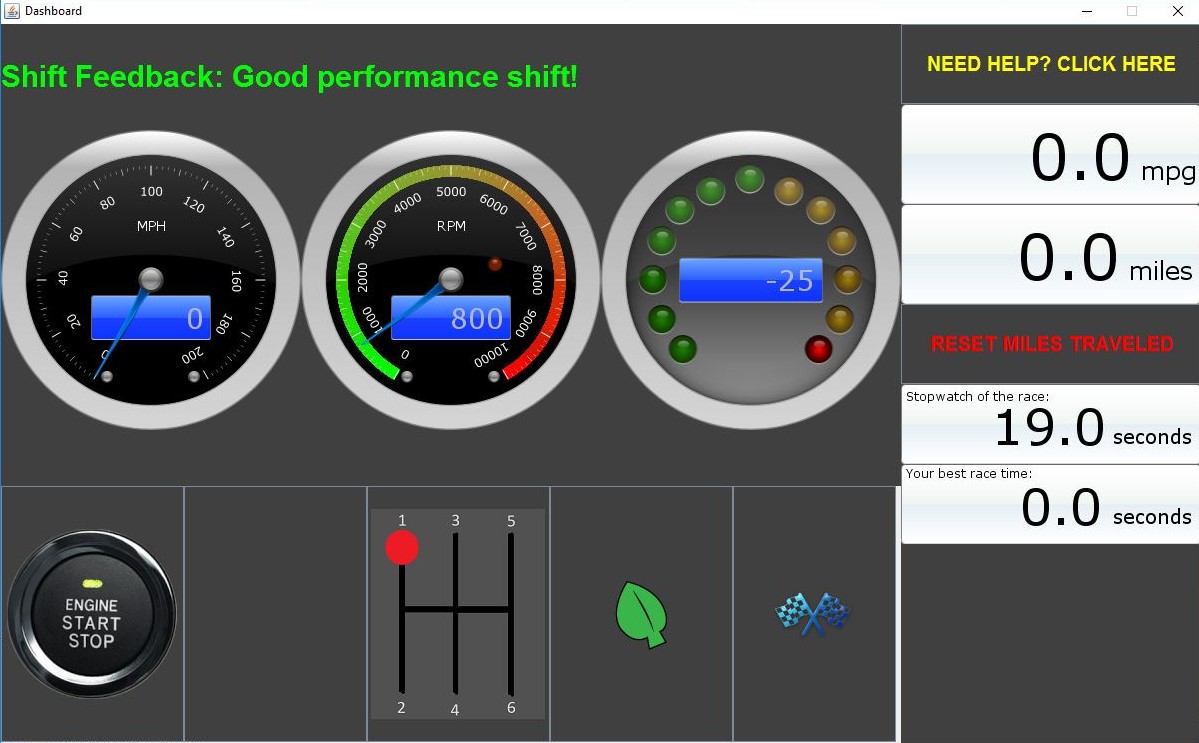 Dashboard
Shift Feedback: Good performance shift!
NEED HELP? CLICK HERE
0.0 mpg
0.0 miles
RESET MILES TRAVELED
Stopwatch of the race:
19.0 seconds
Your best race time:
0.0 seconds
0 20 40 60 80 100 120 140 160 180 200
MPH
0
0 1000 2000 3000 4000 5000 6000 7000 8000 9000 10000
RPM
800
-25
ENGINE
START
STOP
1 3 5
2 4 6